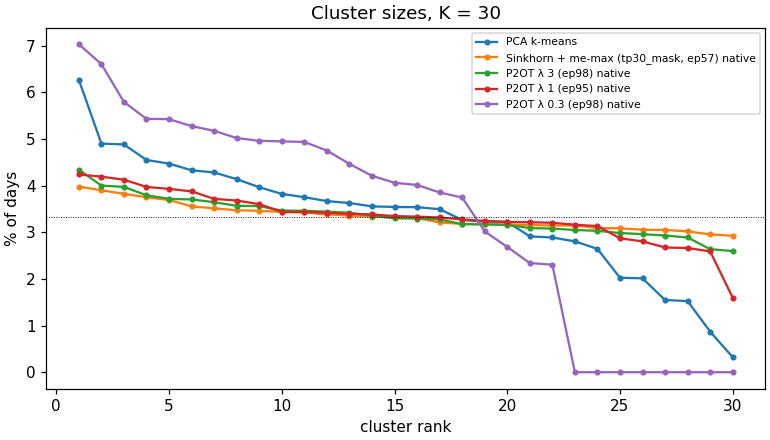 Cluster sizes, K = 30
PCA k-means
Sinkhorn + me-max (tp30_mask, ep57) native
P2OT λ 3 (ep98) native
P2OT λ 1 (ep95) native
P2OT λ 0.3 (ep98) native
% of days
7
6
5
4
3
2
1
0
0 5 10 15 20 25 30
cluster rank